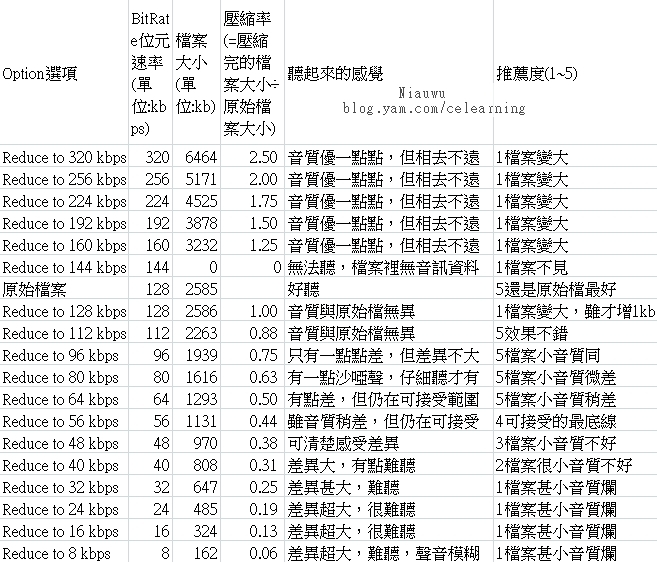 Option選項 BitRate位元速率(單位:kbps) 檔案大小(單位:kb) 壓縮率(=壓縮完的檔案大小÷原始檔案大小) 聽起來的感覺 推薦度(1~5)
Niauwu
blog.yam.com/celearning
Reduce to 320 kbps 320 6464 2.50 音質優一點點，但相去不遠 1檔案變大
Reduce to 256 kbps 256 5171 2.00 音質優一點點，但相去不遠 1檔案變大
Reduce to 224 kbps 224 4525 1.75 音質優一點點，但相去不遠 1檔案變大
Reduce to 192 kbps 192 3878 1.50 音質優一點點，但相去不遠 1檔案變大
Reduce to 160 kbps 160 3232 1.25 音質優一點點，但相去不遠 1檔案變大
Reduce to 144 kbps 144 0 0 無法聽，檔案裡無音訊資料 1檔案不見
原始檔案 128 2585 好聽 5還是原始檔最好
Reduce to 128 kbps 128 2586 1.00 音質與原始檔無異 1檔案變大，雖才增1kb
Reduce to 112 kbps 112 2263 0.88 音質與原始檔無異 5效果不錯
Reduce to 96 kbps 96 1939 0.75 只有一點點差，但差異不大 5檔案小音質同
Reduce to 80 kbps 80 1616 0.63 有一點沙啞聲，仔細聽才有 5檔案小音質微差
Reduce to 64 kbps 64 1293 0.50 有點差，但仍在可接受範圍 5檔案小音質稍差
Reduce to 56 kbps 56 1131 0.44 雖音質稍差，但仍在可接受 4可接受的最底線
Reduce to 48 kbps 48 970 0.38 可清楚感受差異 3檔案小音質不好
Reduce to 40 kbps 40 808 0.31 差異大，有點難聽 2檔案很小音質不好
Reduce to 32 kbps 32 647 0.25 差異甚大，難聽 1檔案甚小音質爛
Reduce to 24 kbps 24 485 0.19 差異超大，很難聽 1檔案甚小音質爛
Reduce to 16 kbps 16 324 0.13 差異超大，很難聽 1檔案甚小音質爛
Reduce to 8 kbps 8 162 0.06 差異超大，難聽，聲音模糊 1檔案甚小音質爛